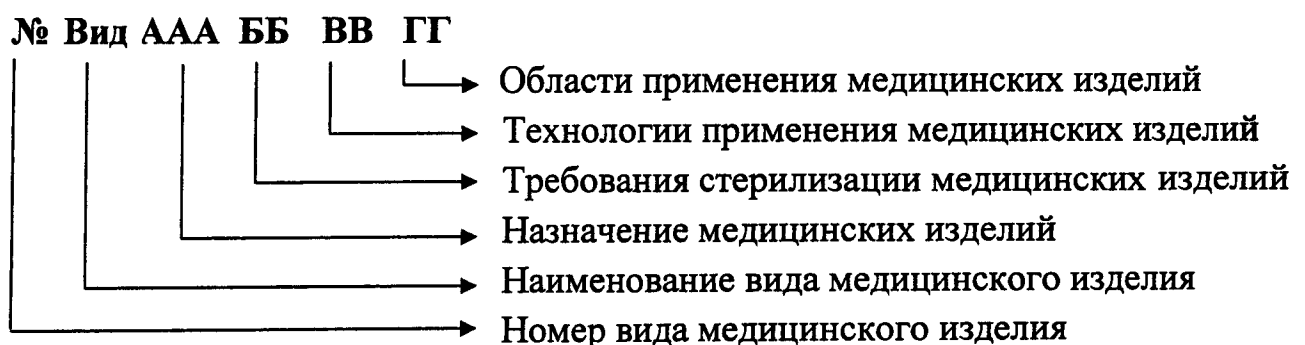 № Вид ААА ББ ВВ ГГ
Области применения медицинских изделий
Технологии применения медицинских изделий
Требования стерилизации медицинских изделий
Назначение медицинских изделий
Наименование вида медицинского изделия
Номер вида медицинского изделия